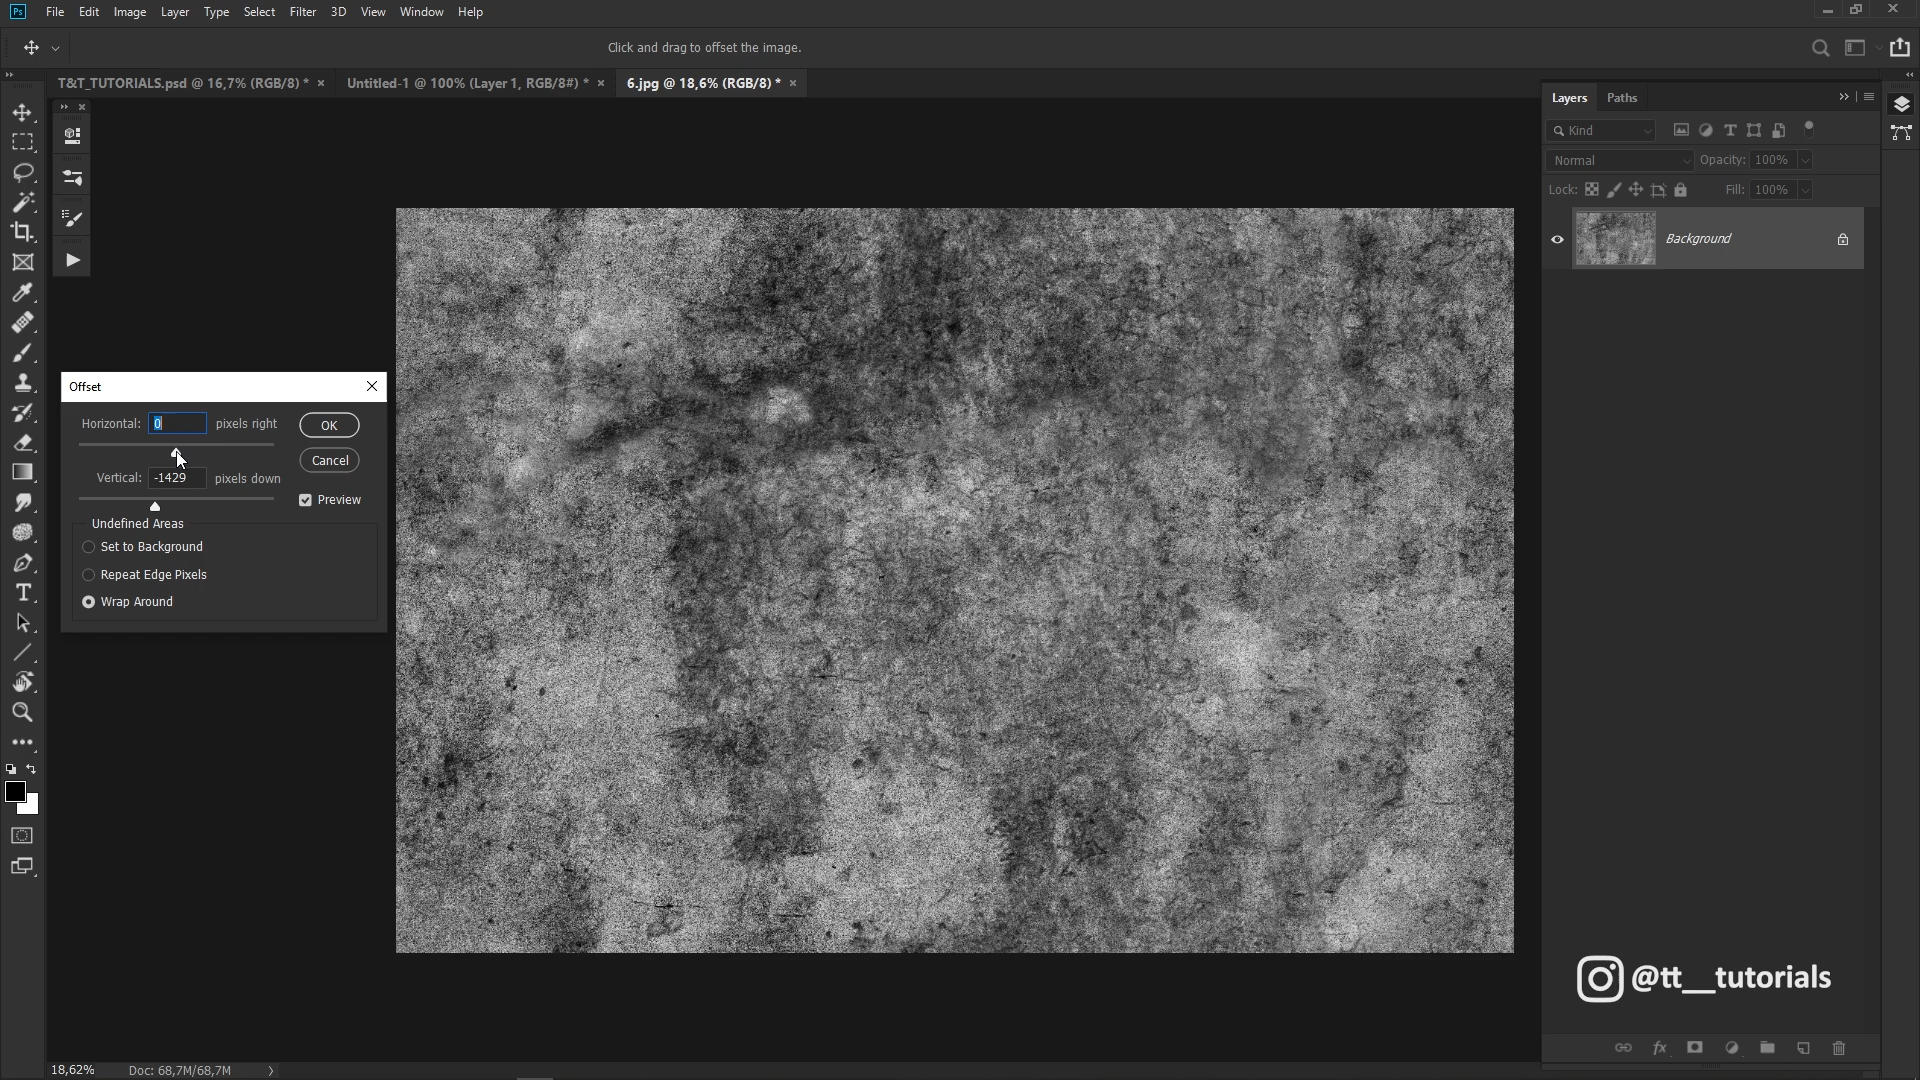 Ps File Edit Image Layer Type Select Filter 3D View Window Help
Click and drag to offset the image.
T&T_TUTORIALS.psd @ 16,7% (RGB/8) * × Untitled-1 @ 100% (Layer 1, RGB/8#) * × 6.jpg @ 18,6% (RGB/8) * ×
Layers Paths
Kind
Normal Opacity: 100%
Lock: Fill: 100%
Background
Offset
Horizontal: 0 pixels right OK
Cancel
Vertical: -1429 pixels down
Preview
Undefined Areas
Set to Background
Repeat Edge Pixels
Wrap Around
@tt__tutorials
fx
18,62% Doc: 68,7M/68,7M